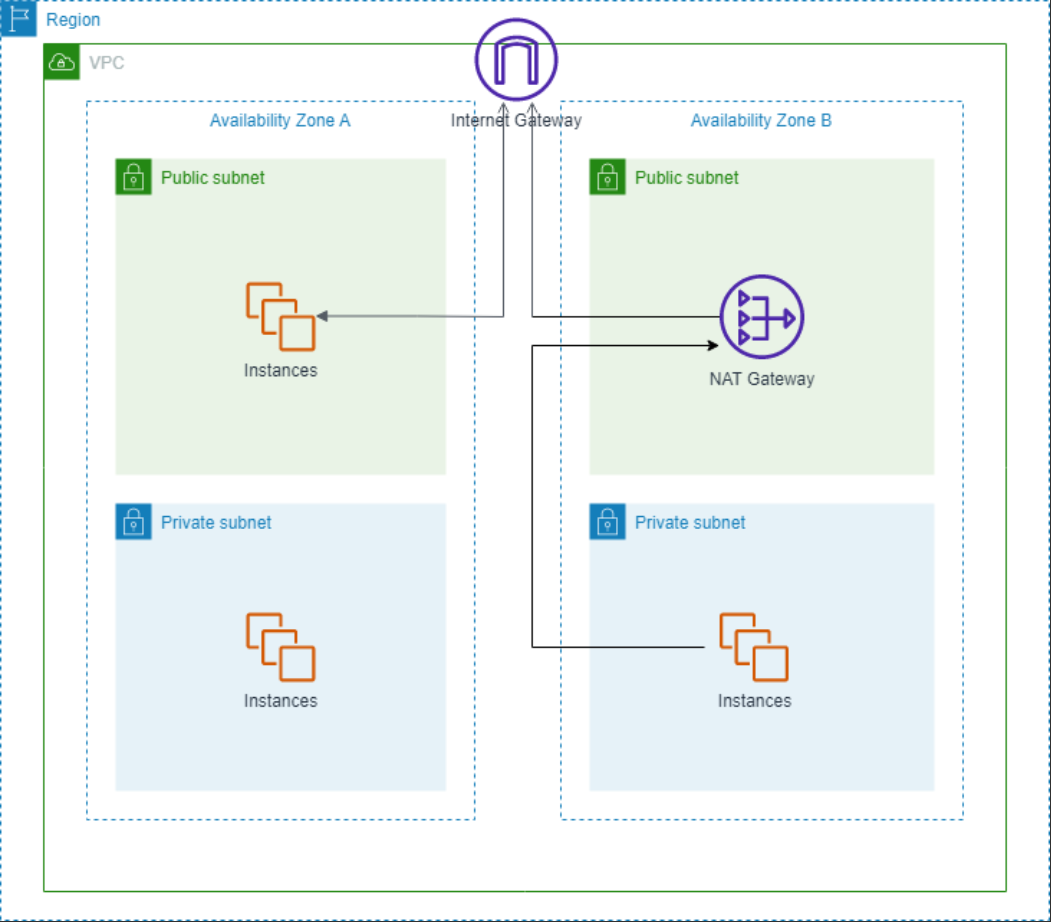 Region
VPC
Internet Gateway
Availability Zone A
Availability Zone B
Public subnet
Public subnet
Instances
NAT Gateway
Private subnet
Private subnet
Instances
Instances